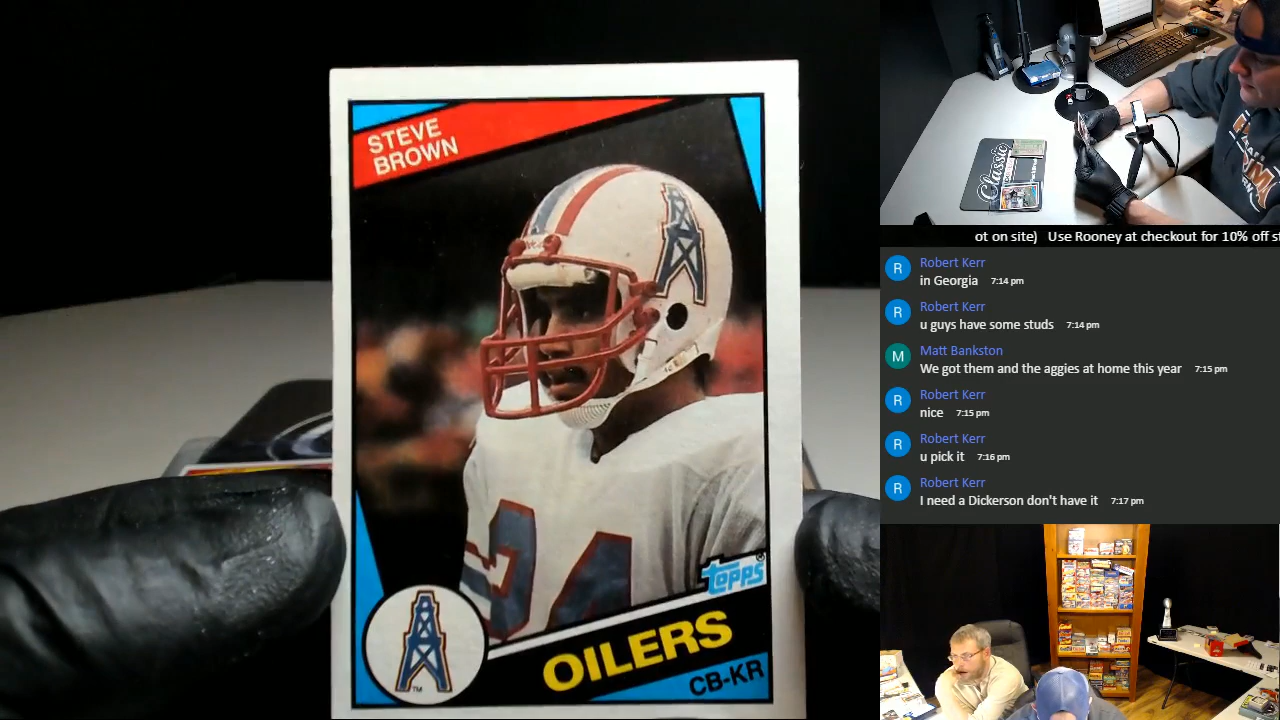 STEVE
BROWN
24
topps
OILERS
CB-KR
TM
Classic
ot on site) Use Rooney at checkout for 10% off st
R
Robert Kerr
in Georgia 7:14 pm
R
Robert Kerr
u guys have some studs 7:14 pm
M
Matt Bankston
We got them and the aggies at home this year 7:15 pm
R
Robert Kerr
nice 7:15 pm
R
Robert Kerr
u pick it 7:16 pm
R
Robert Kerr
I need a Dickerson don't have it 7:17 pm